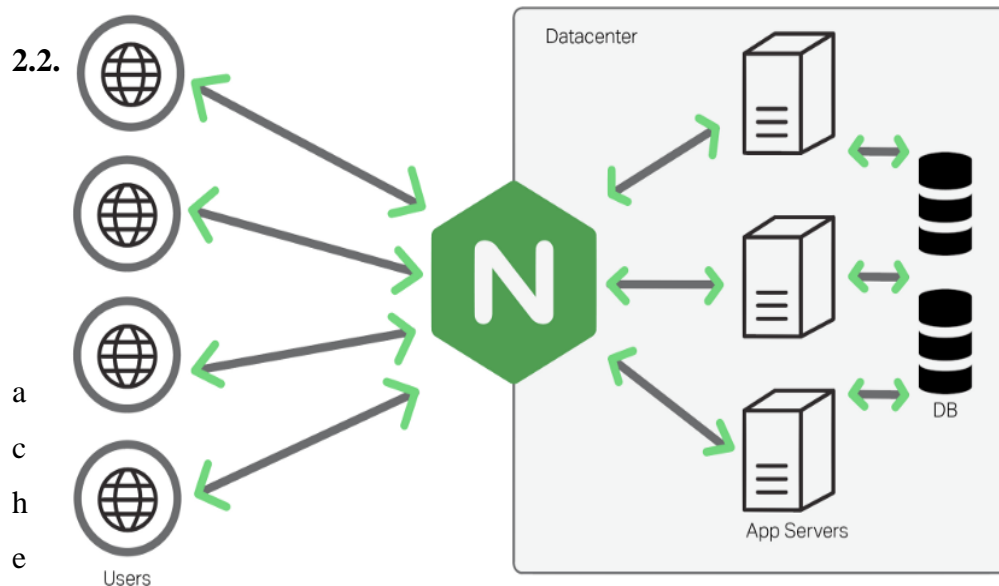 Datacenter
2.2.
N
a
c
h
e
DB
App Servers
Users